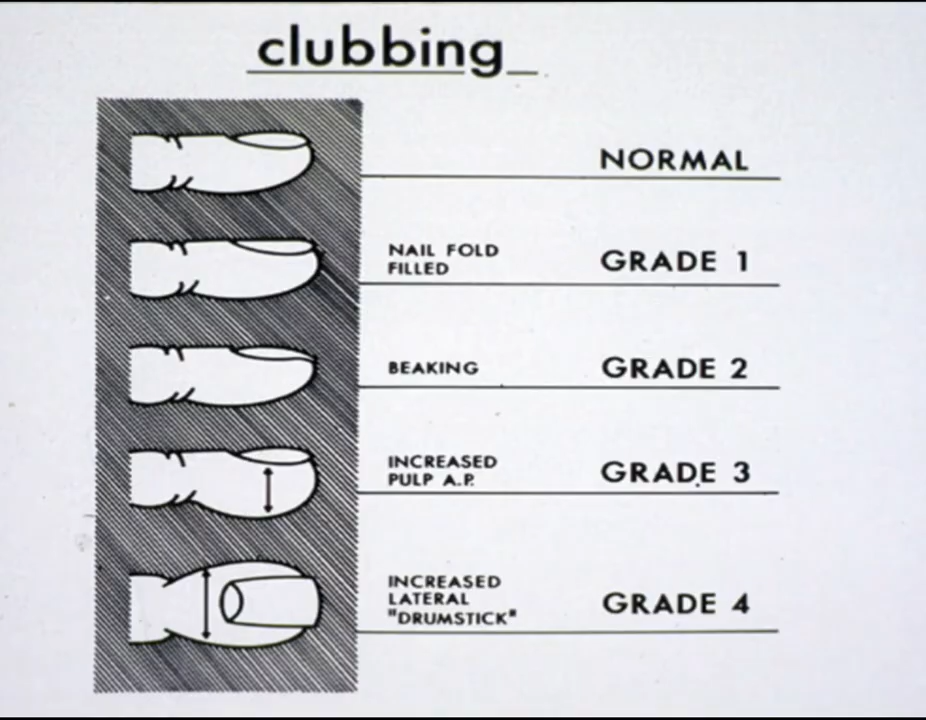 clubbing
NORMAL
NAIL FOLD
FILLED
GRADE 1
BEAKING
GRADE 2
INCREASED
PULP A.P.
GRADE 3
INCREASED
LATERAL
"DRUMSTICK"
GRADE 4